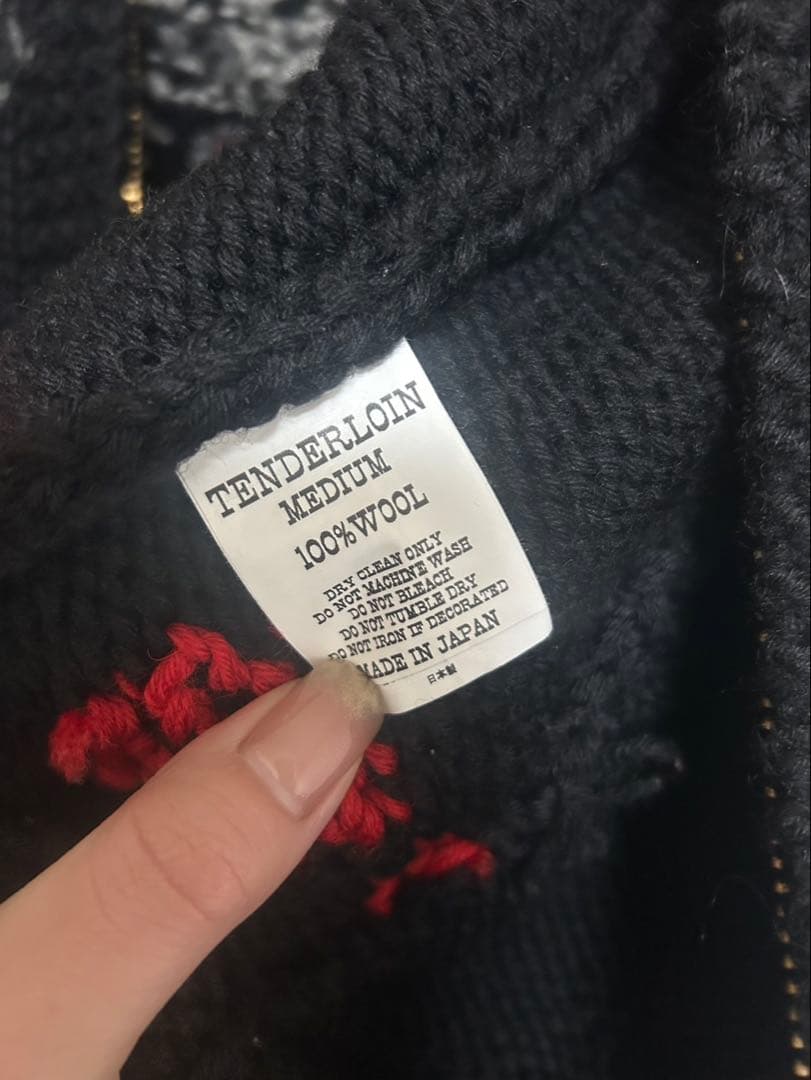 TENDERLOIN
MEDIUM
100%WOOL
DRY CLEAN ONLY
DO NOT MACHINE WASH
DO NOT BLEACH
DO NOT TUMBLE DRY
DO NOT IRON IF DECORATED
MADE IN JAPAN
日本製